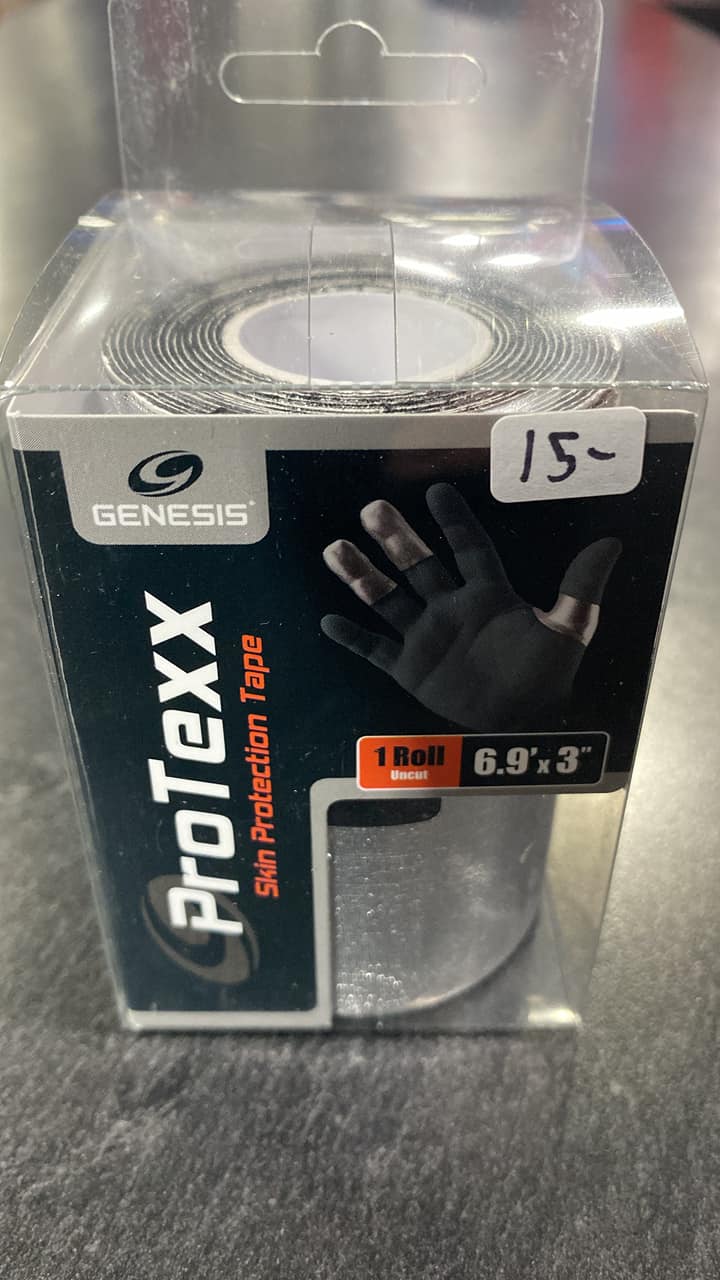 15-
GENESIS
ProTexx
Skin Protection Tape
1 Roll
Uncut
6.9' x 3"